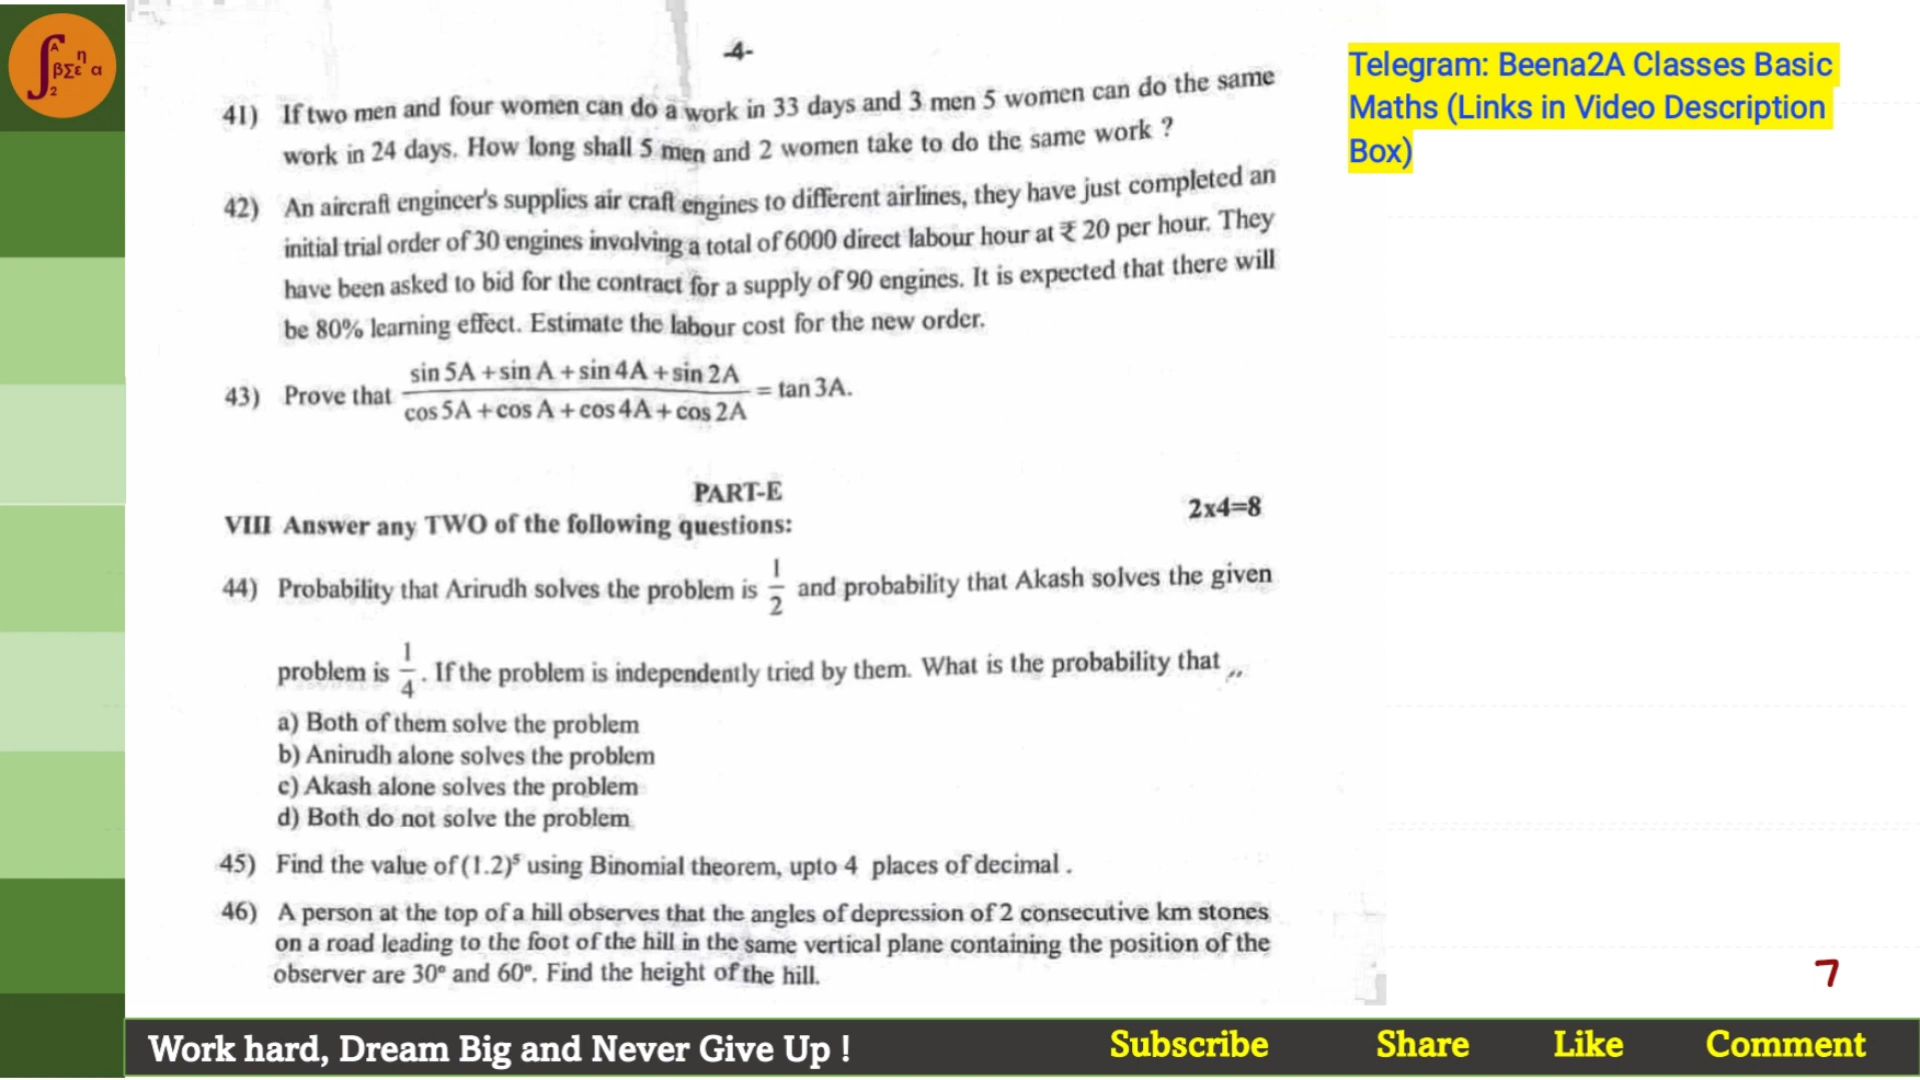 -4-
Telegram: Beena2A Classes Basic
Maths (Links in Video Description
Box)
41) If two men and four women can do a work in 33 days and 3 men 5 women can do the same
work in 24 days. How long shall 5 men and 2 women take to do the same work ?
42) An aircraft engineer's supplies air craft engines to different airlines, they have just completed an
initial trial order of 30 engines involving a total of 6000 direct labour hour at ₹ 20 per hour. They
have been asked to bid for the contract for a supply of 90 engines. It is expected that there will
be 80% learning effect. Estimate the labour cost for the new order.
43) Prove that (sin 5A + sin A + sin 4A + sin 2A) / (cos 5A + cos A + cos 4A + cos 2A) = tan 3A.
PART-E
2x4=8
VIII Answer any TWO of the following questions:
44) Probability that Arirudh solves the problem is 1/2 and probability that Akash solves the given
problem is 1/4. If the problem is independently tried by them. What is the probability that
a) Both of them solve the problem
b) Anirudh alone solves the problem
c) Akash alone solves the problem
d) Both do not solve the problem
45) Find the value of (1.2)⁵ using Binomial theorem, upto 4 places of decimal .
46) A person at the top of a hill observes that the angles of depression of 2 consecutive km stones
on a road leading to the foot of the hill in the same vertical plane containing the position of the
observer are 30° and 60°. Find the height of the hill.
7
Work hard, Dream Big and Never Give Up !
Subscribe Share Like Comment